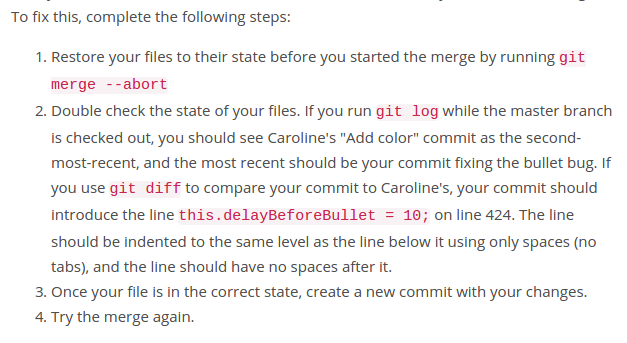 To fix this, complete the following steps:
1. Restore your files to their state before you started the merge by running git
merge --abort
2. Double check the state of your files. If you run git log while the master branch
is checked out, you should see Caroline's "Add color" commit as the second-
most-recent, and the most recent should be your commit fixing the bullet bug. If
you use git diff to compare your commit to Caroline's, your commit should
introduce the line this.delayBeforeBullet = 10; on line 424. The line
should be indented to the same level as the line below it using only spaces (no
tabs), and the line should have no spaces after it.
3. Once your file is in the correct state, create a new commit with your changes.
4. Try the merge again.